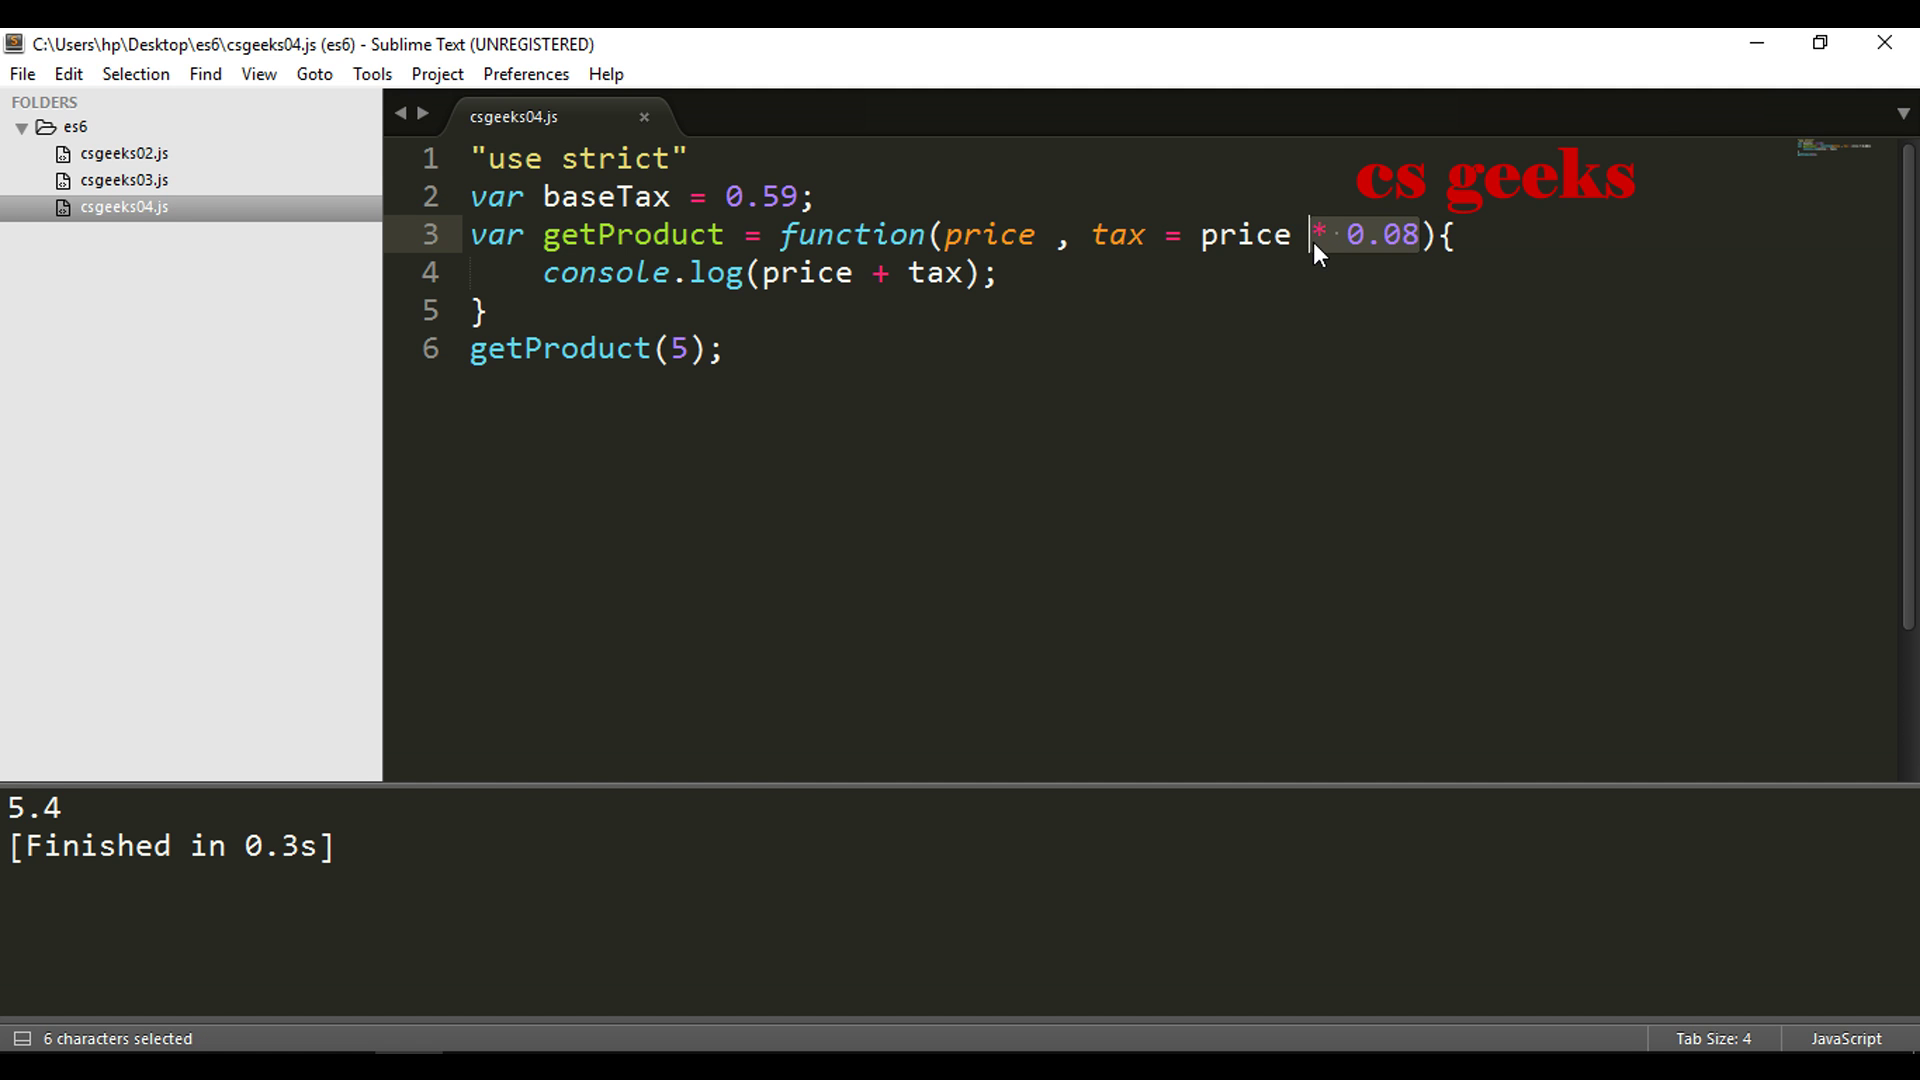 C:\Users\hp\Desktop\es6\csgeeks04.js (es6) - Sublime Text (UNREGISTERED)
File Edit Selection Find View Goto Tools Project Preferences Help
FOLDERS
es6
csgeeks02.js
csgeeks03.js
csgeeks04.js
csgeeks04.js
cs geeks
1 "use strict"
2 var baseTax = 0.59;
3 var getProduct = function(price , tax = price * 0.08){
4 console.log(price + tax);
5 }
6 getProduct(5);
5.4
[Finished in 0.3s]
6 characters selected
Tab Size: 4
JavaScript